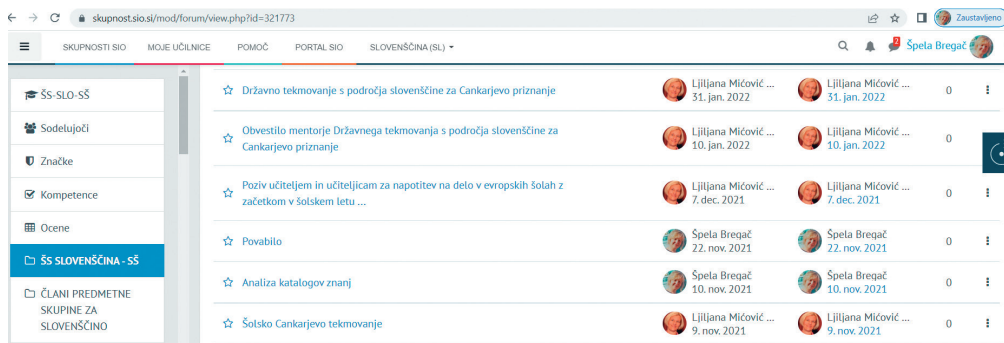 skupnost.sio.si/mod/forum/view.php?id=321773
Zaustavljeno
SKUPNOSTI SIO MOJE UČILNICE POMOČ PORTAL SIO SLOVENŠČINA (SL)
2 Špela Bregač
ŠS-SLO-SŠ
Sodelujoči
Značke
Kompetence
Ocene
ŠS SLOVENŠČINA - SŠ
ČLANI PREDMETNE
SKUPINE ZA
SLOVENŠČINO
Državno tekmovanje s področja slovenščine za Cankarjevo priznanje
Ljiljana Mićović ... Ljiljana Mićović ...
31. jan. 2022 31. jan. 2022 0
Obvestilo mentorje Državnega tekmovanja s področja slovenščine za
Cankarjevo priznanje
Ljiljana Mićović ... Ljiljana Mićović ...
10. jan. 2022 10. jan. 2022 0
Poziv učiteljem in učiteljicam za napotitev na delo v evropskih šolah z
začetkom v šolskem letu ...
Ljiljana Mićović ... Ljiljana Mićović ...
7. dec. 2021 7. dec. 2021 0
Povabilo
Špela Bregač Špela Bregač
22. nov. 2021 22. nov. 2021 0
Analiza katalogov znanj
Špela Bregač Špela Bregač
10. nov. 2021 10. nov. 2021 0
Šolsko Cankarjevo tekmovanje
Ljiljana Mićović ... Ljiljana Mićović ...
9. nov. 2021 9. nov. 2021 0